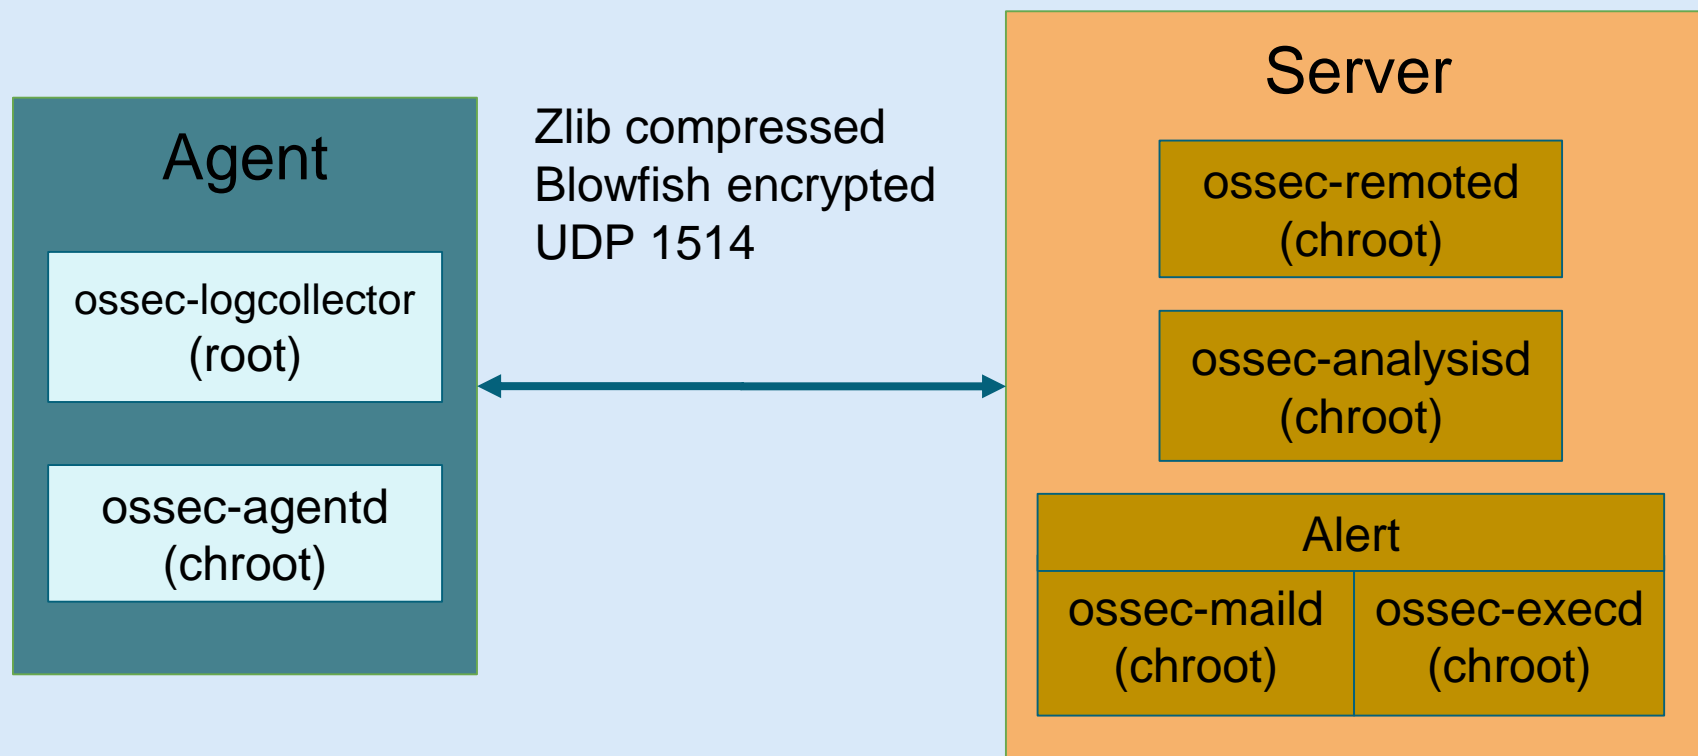 Agent
ossec-logcollector
(root)
ossec-agentd
(chroot)
Zlib compressed
Blowfish encrypted
UDP 1514
Server
ossec-remoted
(chroot)
ossec-analysisd
(chroot)
Alert
ossec-maild
(chroot)
ossec-execd
(chroot)